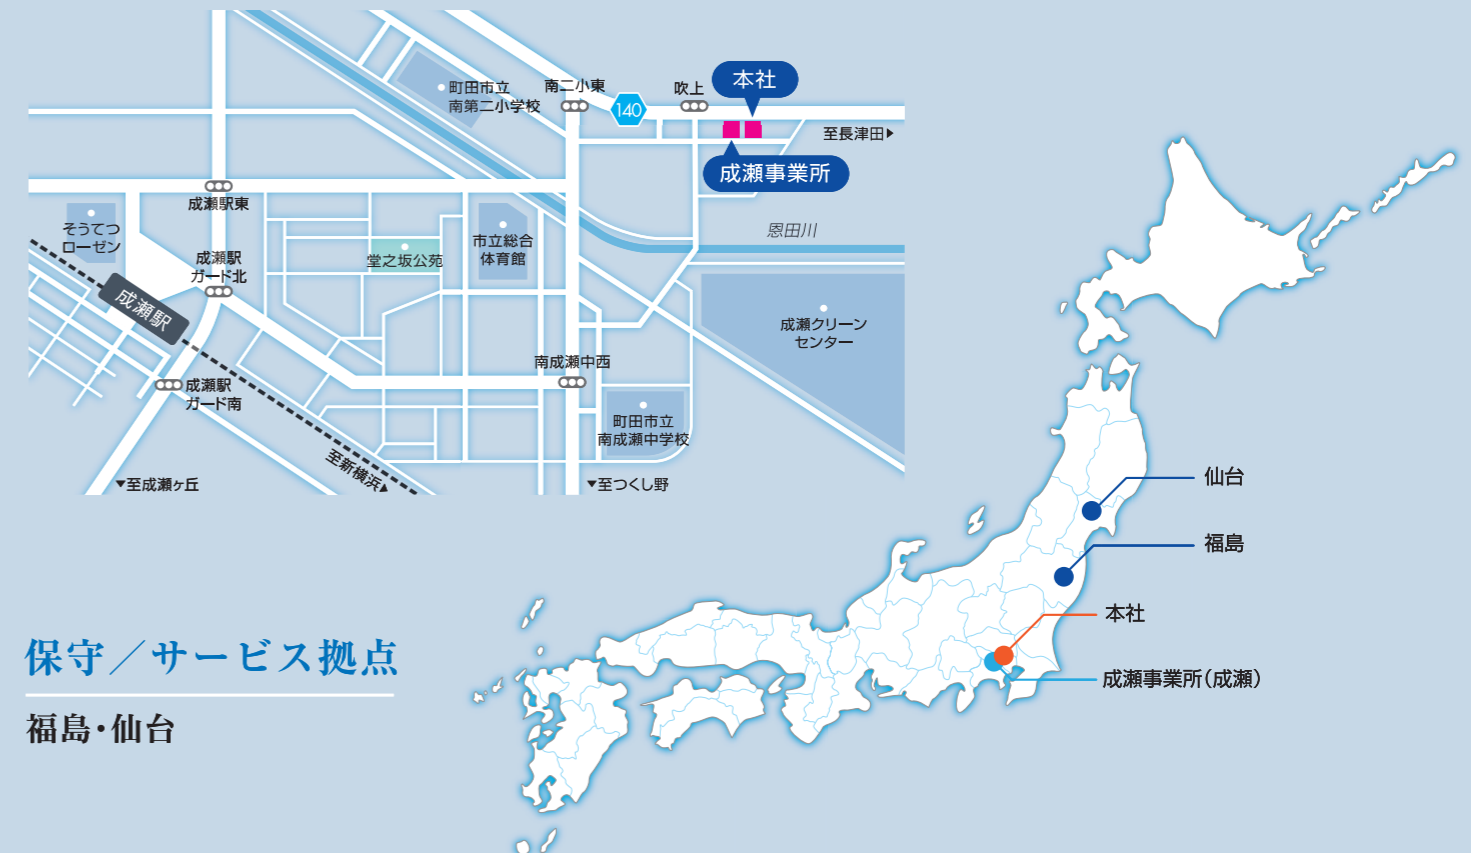 町田市立
南第二小学校
南二小東
140
吹上
本社
至長津田▶
成瀬事業所
成瀬駅東
そうてつ
ローゼン
成瀬駅
ガード北
堂之坂公苑
市立総合
体育館
恩田川
成瀬駅
成瀬クリーン
センター
南成瀬中西
成瀬駅
ガード南
町田市立
南成瀬中学校
至新横浜▶
▼至成瀬ヶ丘
▼至つくし野
仙台
福島
本社
成瀬事業所(成瀬)
保守／サービス拠点
福島・仙台